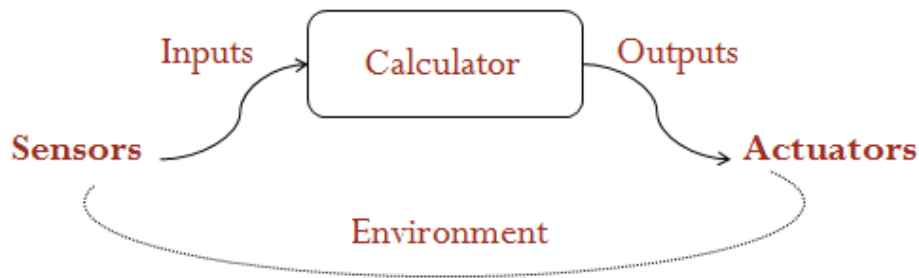 Inputs
Calculator
Outputs
Sensors
Actuators
Environment